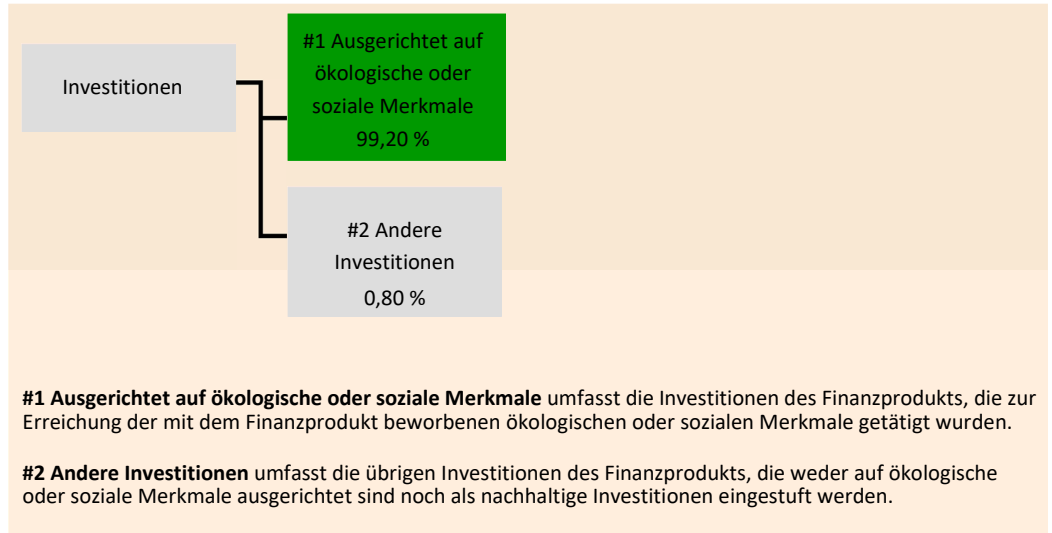 Investitionen
#1 Ausgerichtet auf
ökologische oder
soziale Merkmale
99,20 %
#2 Andere
Investitionen
0,80 %
#1 Ausgerichtet auf ökologische oder soziale Merkmale umfasst die Investitionen des Finanzprodukts, die zur
Erreichung der mit dem Finanzprodukt beworbenen ökologischen oder sozialen Merkmale getätigt wurden.
#2 Andere Investitionen umfasst die übrigen Investitionen des Finanzprodukts, die weder auf ökologische
oder soziale Merkmale ausgerichtet sind noch als nachhaltige Investitionen eingestuft werden.